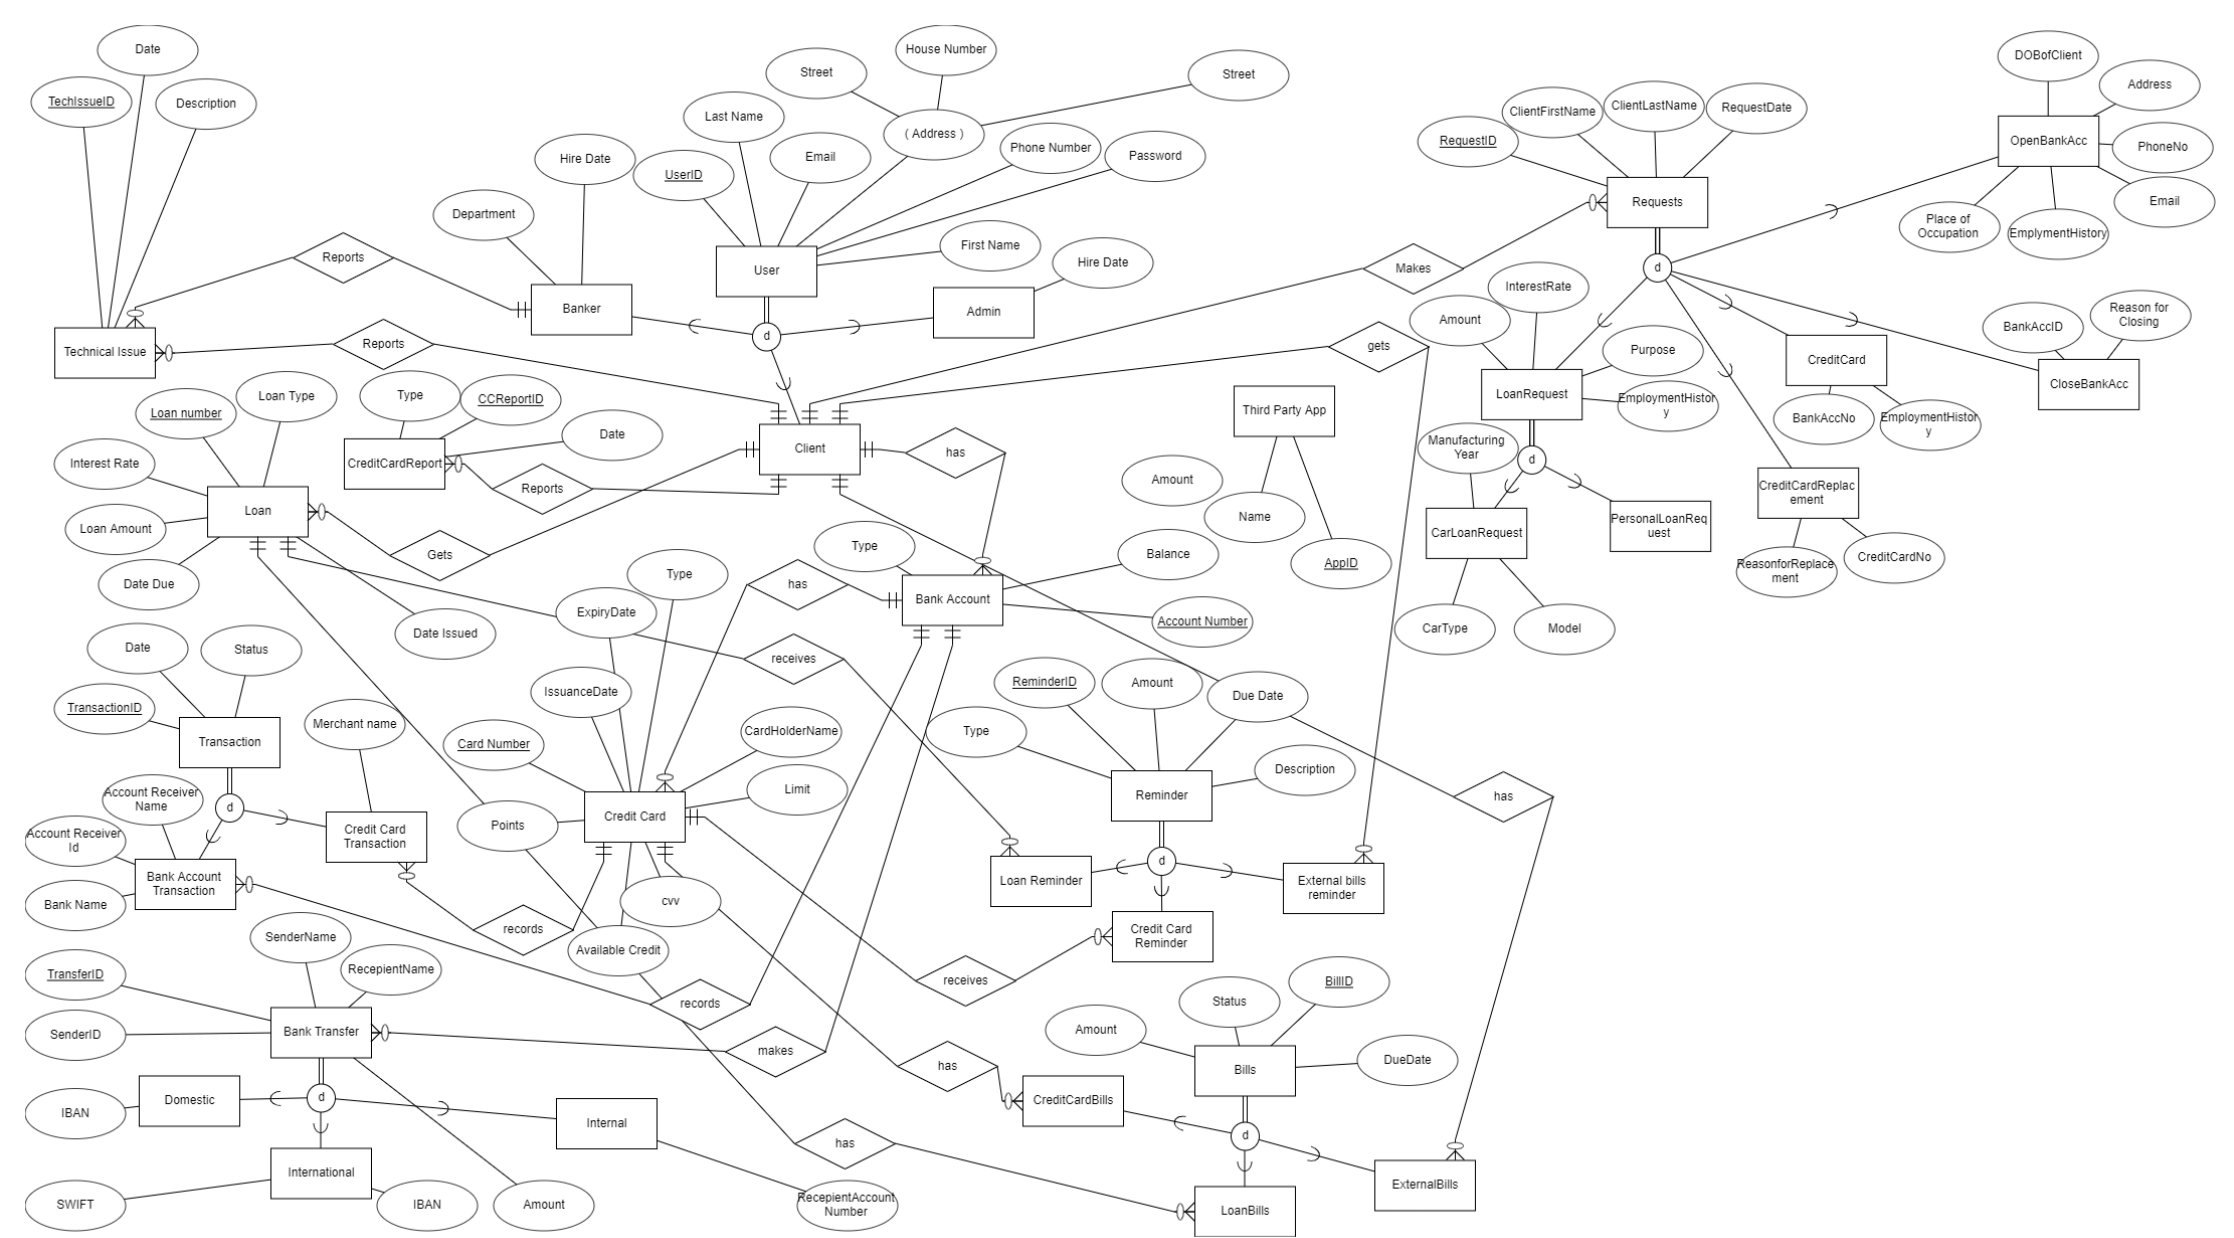 Date
TechIssueID
Description
Street
House Number
Street
Last Name
( Address )
Hire Date
UserID
Email
Phone Number
Password
Department
First Name
Reports
User
Hire Date
Banker
Admin
d
Technical Issue
Reports
Client
ClientFirstName
ClientLastName
RequestDate
RequestID
Requests
Makes
d
DOBofClient
Address
OpenBankAcc
PhoneNo
Email
Place of
Occupation
EmplymentHistory
InterestRate
Amount
Purpose
LoanRequest
EmploymentHistor
y
gets
CreditCard
BankAccNo
EmploymentHistor
y
BankAccID
Reason for
Closing
CloseBankAcc
Manufacturing
Year
d
CarLoanRequest
PersonalLoanReq
uest
CarType
Model
CreditCardReplac
ement
ReasonforReplace
ment
CreditCardNo
Third Party App
Name
AppID
Loan number
Loan Type
Type
CCReportID
Date
CreditCardReport
Reports
Interest Rate
Loan
Loan Amount
Date Due
Gets
Date Issued
has
Amount
Type
Balance
Bank Account
Account Number
has
Type
ExpiryDate
receives
IssuanceDate
Card Number
CardHolderName
Limit
Points
Credit Card
cvv
Available Credit
Date
Status
TransactionID
Merchant name
Transaction
d
Account Receiver
Name
Account Receiver
Id
Bank Name
Bank Account
Transaction
Credit Card
Transaction
records
records
ReminderID
Amount
Due Date
Type
Description
Reminder
d
Loan Reminder
External bills
reminder
Credit Card
Reminder
receives
has
SenderName
TransferID
RecepientName
SenderID
Bank Transfer
makes
d
Domestic
IBAN
Internal
International
SWIFT
IBAN
Amount
RecepientAccount
Number
has
has
BillID
Status
Amount
Bills
DueDate
CreditCardBills
d
LoanBills
ExternalBills